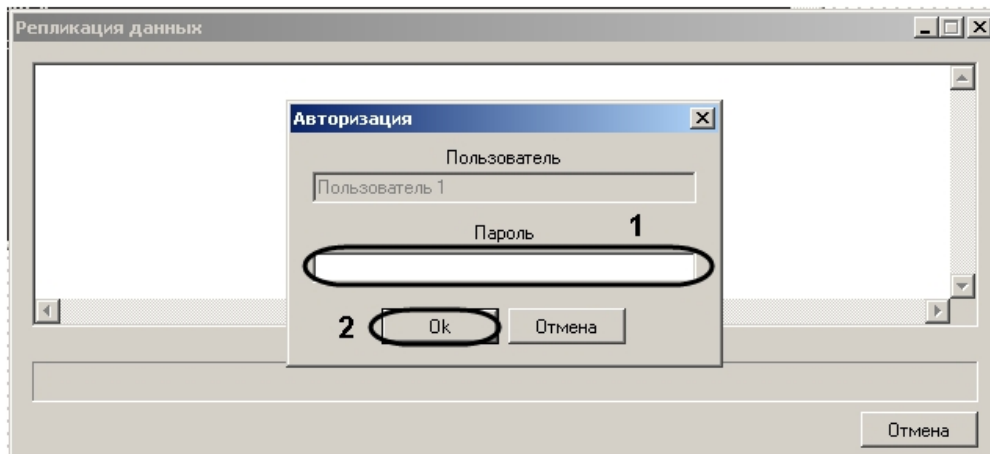 Репликация данных
Авторизация
Пользователь
Пользователь 1
Пароль
1
2
Ok
Отмена
Отмена